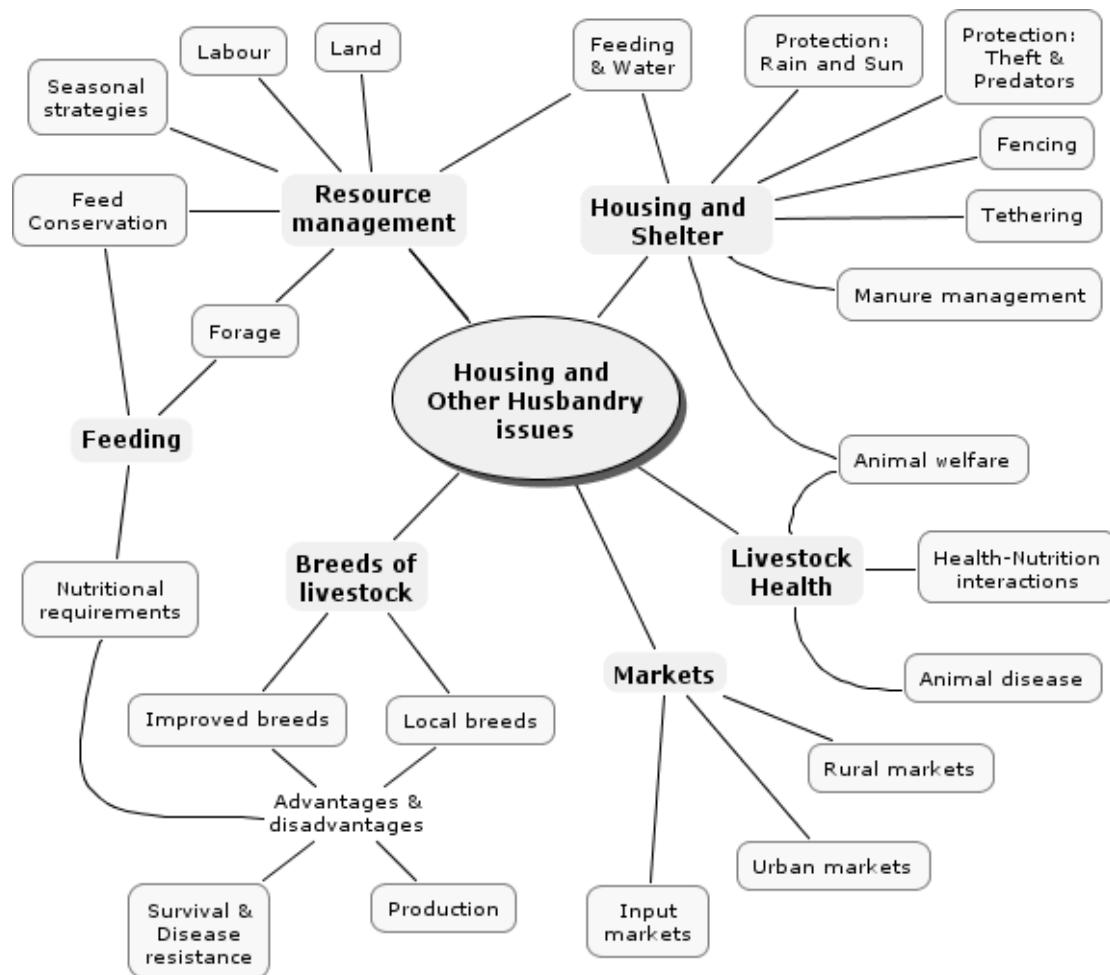 Labour
Land
Feeding
& Water
Protection:
Rain and Sun
Protection:
Theft &
Predators
Seasonal
strategies
Fencing
Feed
Conservation
Resource
management
Housing and
Shelter
Tethering
Manure management
Forage
Housing and
Other Husbandry
issues
Feeding
Animal welfare
Breeds of
livestock
Livestock
Health
Health-Nutrition
interactions
Nutritional
requirements
Markets
Animal disease
Improved breeds
Local breeds
Rural markets
Advantages &
disadvantages
Urban markets
Survival &
Disease
resistance
Production
Input
markets